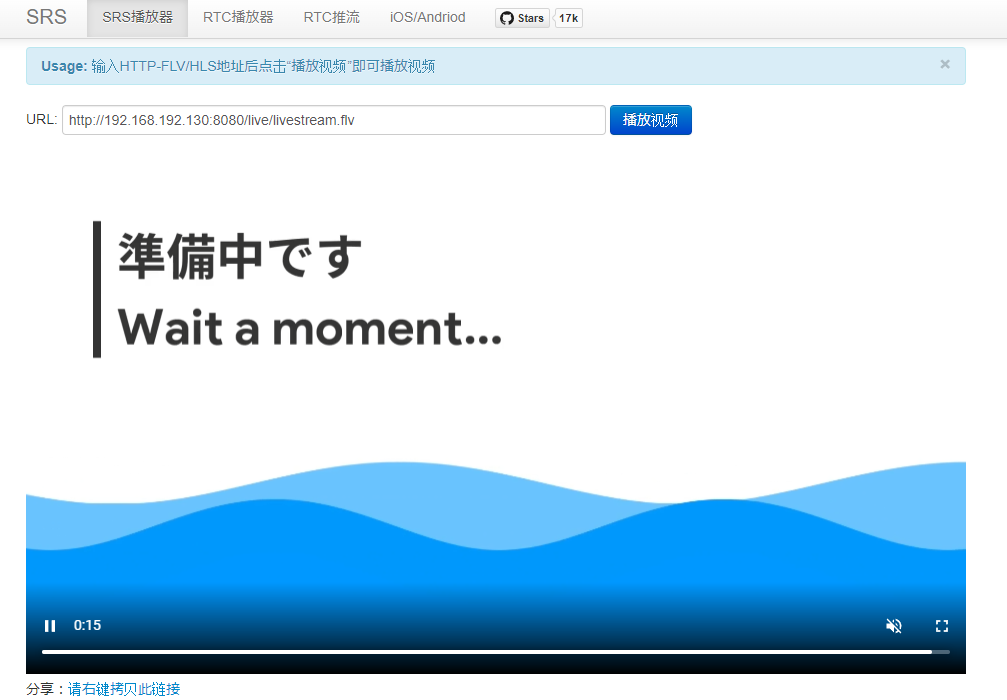 SRS SRS播放器 RTC播放器 RTC推流 iOS/Andriod Stars 17k
Usage: 输入HTTP-FLV/HLS地址后点击“播放视频”即可播放视频 ×
URL: http://192.168.192.130:8080/live/livestream.flv 播放视频
準備中です
Wait a moment...
0:15
分享：请右键拷贝此链接